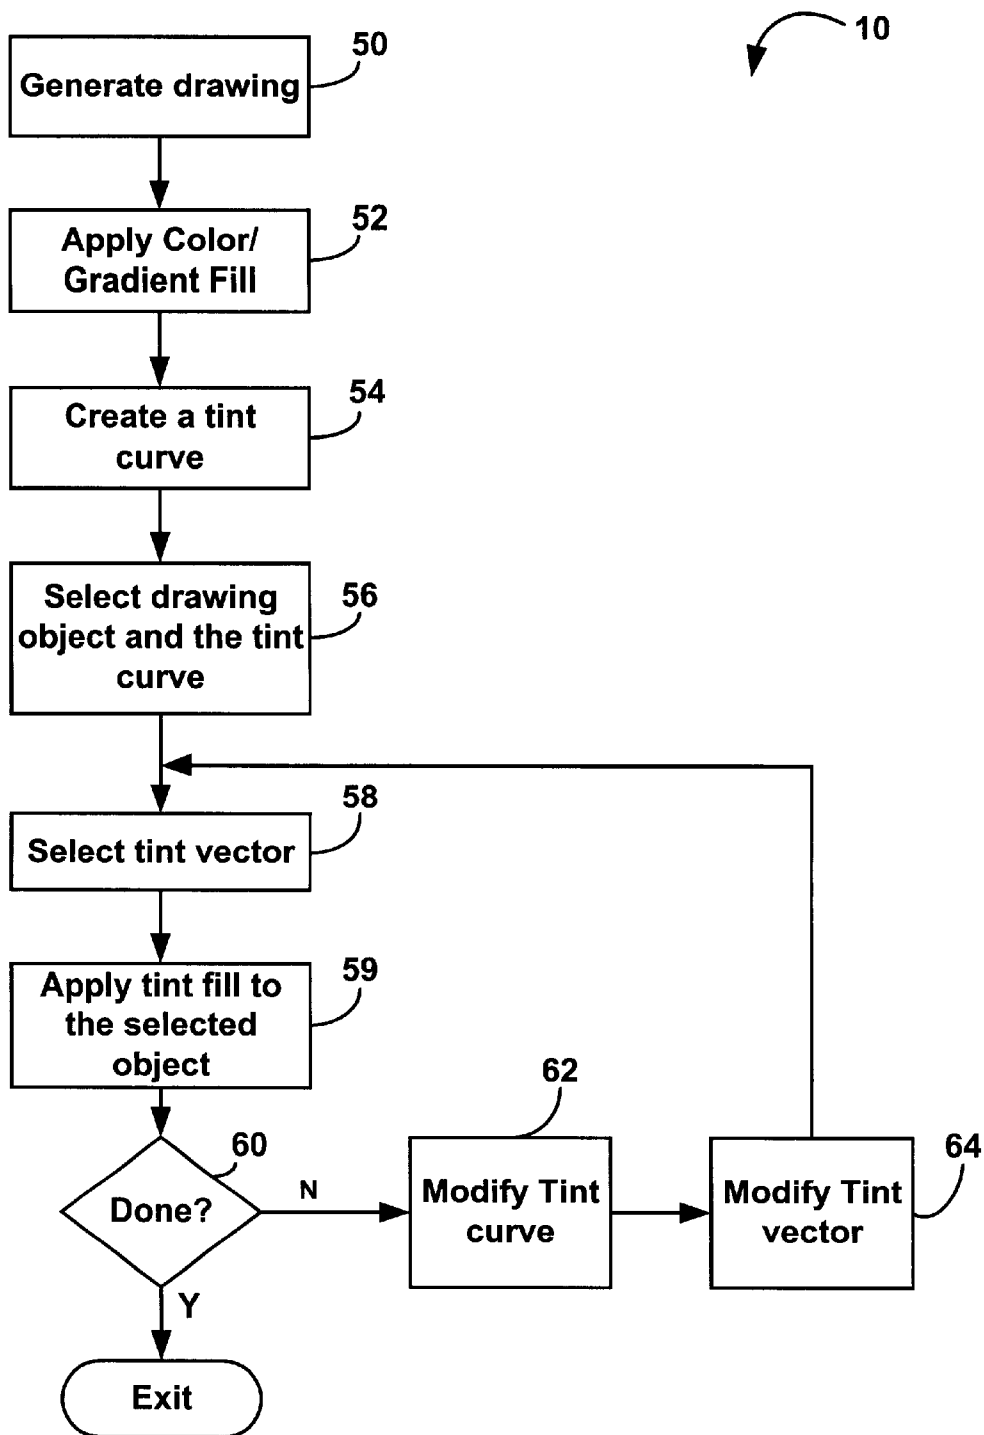 10
50
Generate drawing
52
Apply Color/
Gradient Fill
54
Create a tint
curve
56
Select drawing
object and the tint
curve
58
Select tint vector
59
Apply tint fill to
the selected
object
60
Done?
N
62
Modify Tint
curve
64
Modify Tint
vector
Y
Exit